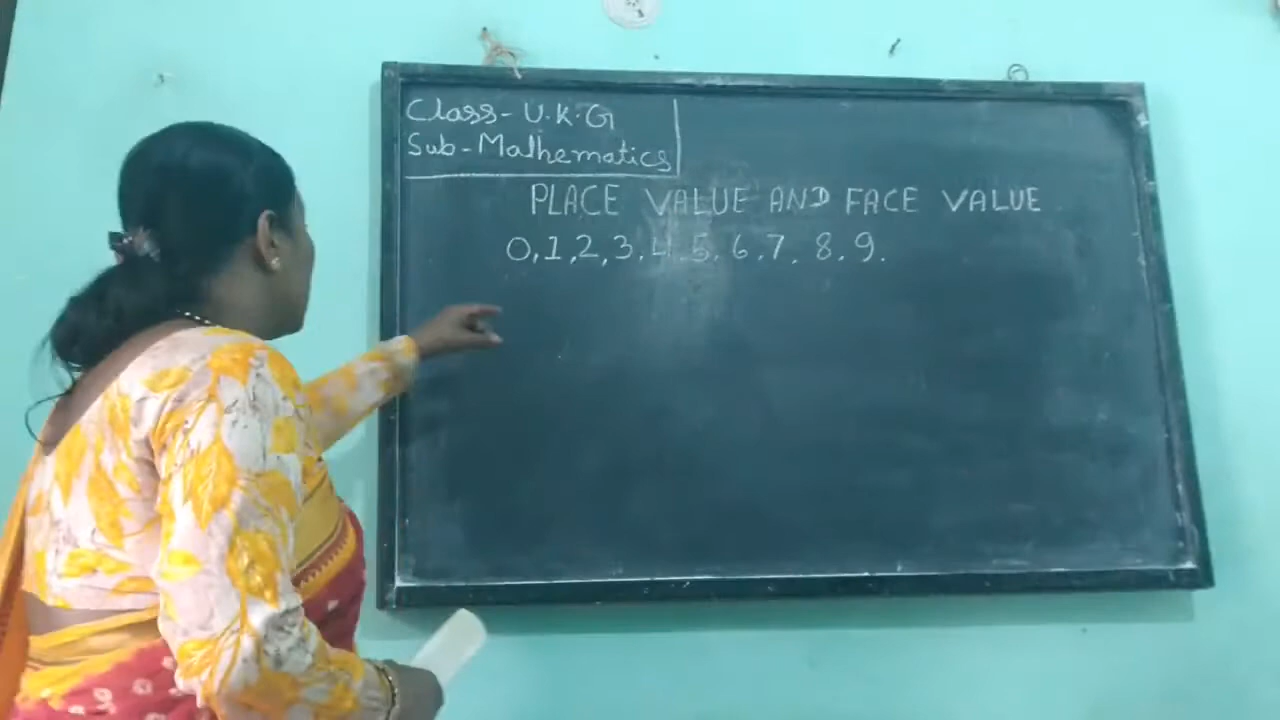 Class- U.K.G
Sub- Mathematics
PLACE VALUE AND FACE VALUE
0,1,2,3,4,5,6,7,8,9.